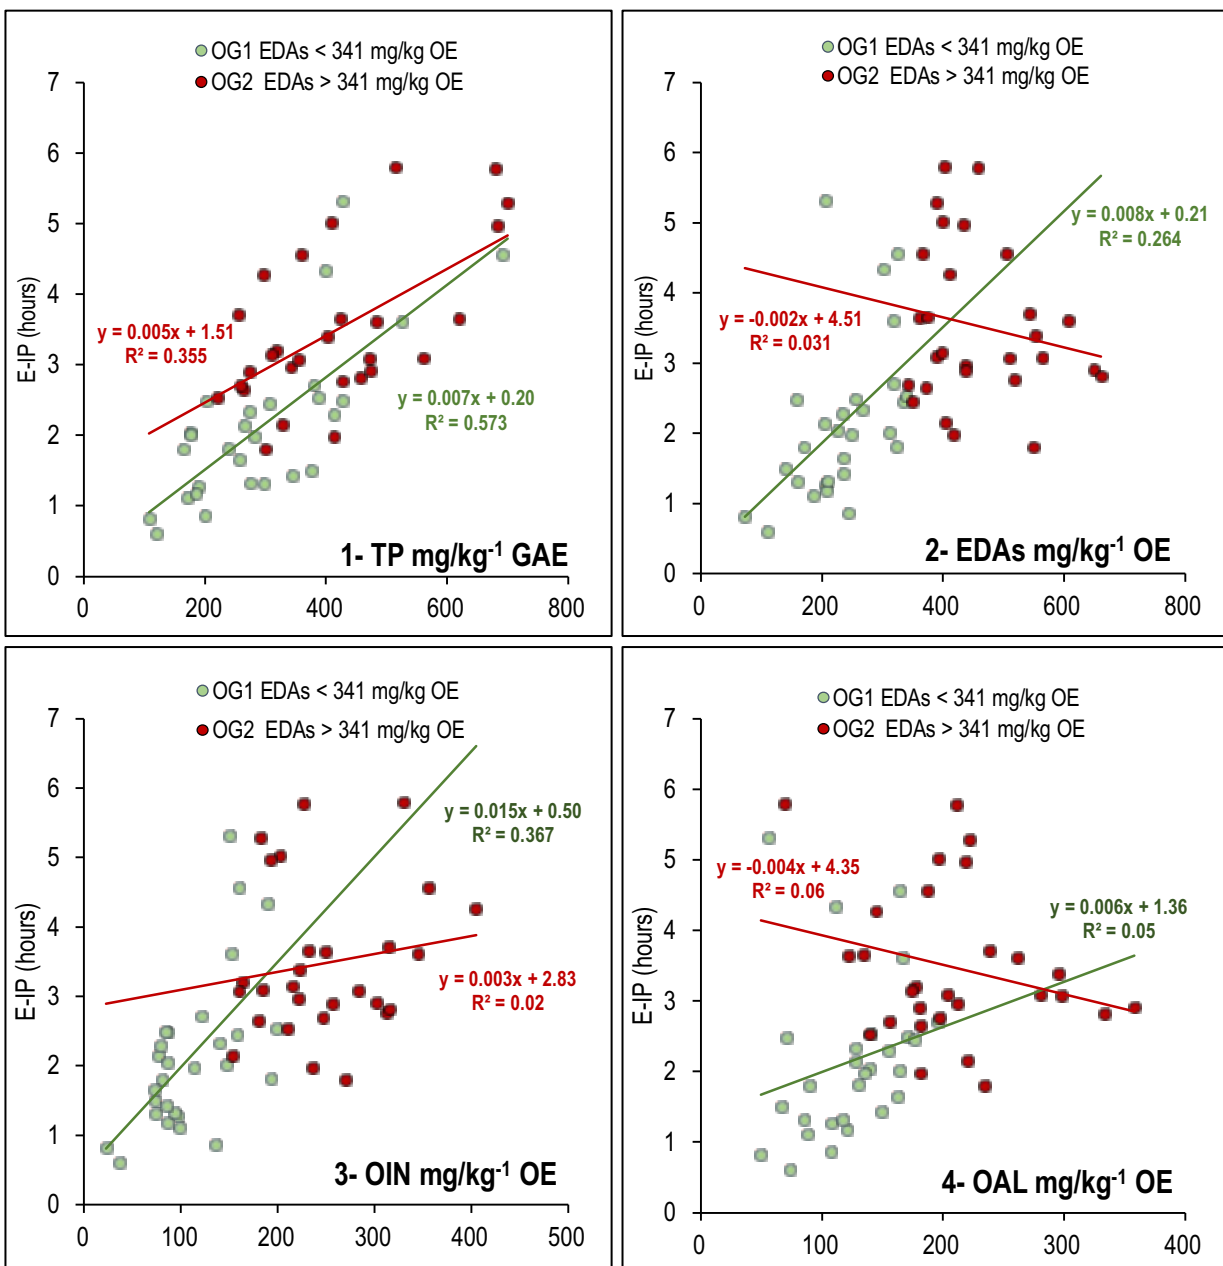 OG1 EDAs < 341 mg/kg OE
OG2 EDAs > 341 mg/kg OE
7
6
5
4
3
2
1
0
E-IP (hours)
y = 0.005x + 1.51
R² = 0.355
y = 0.007x + 0.20
R² = 0.573
1- TP mg/kg⁻¹ GAE
0 200 400 600 800
OG1 EDAs < 341 mg/kg OE
OG2 EDAs > 341 mg/kg OE
7
6
5
4
3
2
1
0
E-IP (hours)
y = 0.008x + 0.21
R² = 0.264
y = -0.002x + 4.51
R² = 0.031
2- EDAs mg/kg⁻¹ OE
0 200 400 600 800
OG1 EDAs < 341 mg/kg OE
OG2 EDAs > 341 mg/kg OE
7
6
5
4
3
2
1
0
E-IP (hours)
y = 0.015x + 0.50
R² = 0.367
y = 0.003x + 2.83
R² = 0.02
3- OIN mg/kg⁻¹ OE
0 100 200 300 400 500
OG1 EDAs < 341 mg/kg OE
OG2 EDAs > 341 mg/kg OE
7
6
5
4
3
2
1
0
E-IP (hours)
y = -0.004x + 4.35
R² = 0.06
y = 0.006x + 1.36
R² = 0.05
4- OAL mg/kg⁻¹ OE
0 100 200 300 400